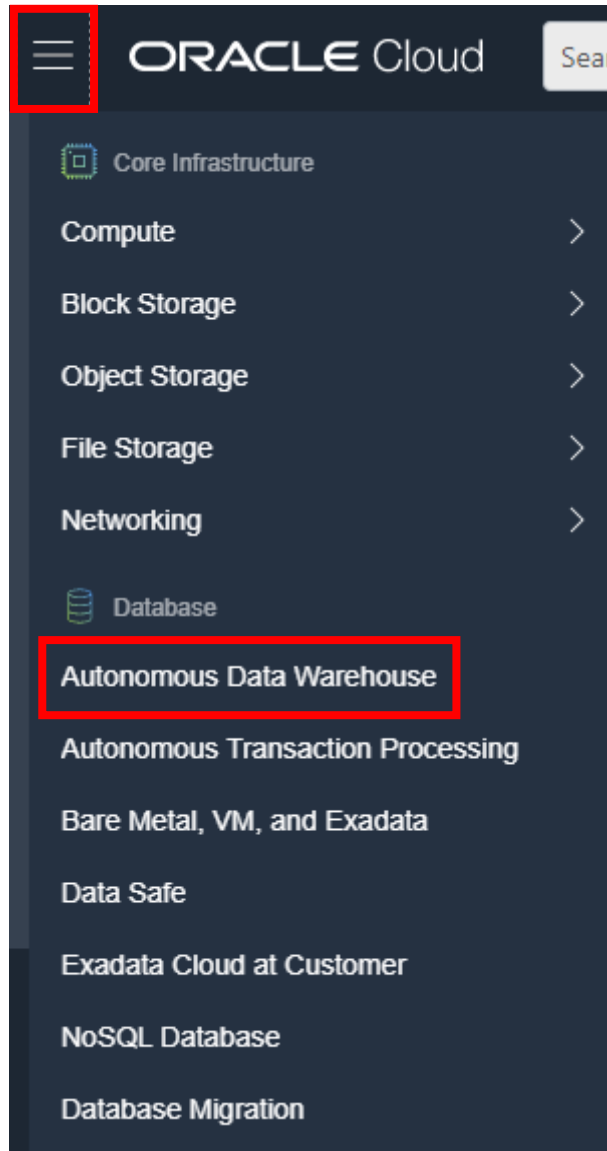 ORACLE Cloud
Core Infrastructure
Compute
Block Storage
Object Storage
File Storage
Networking
Database
Autonomous Data Warehouse
Autonomous Transaction Processing
Bare Metal, VM, and Exadata
Data Safe
Exadata Cloud at Customer
NoSQL Database
Database Migration